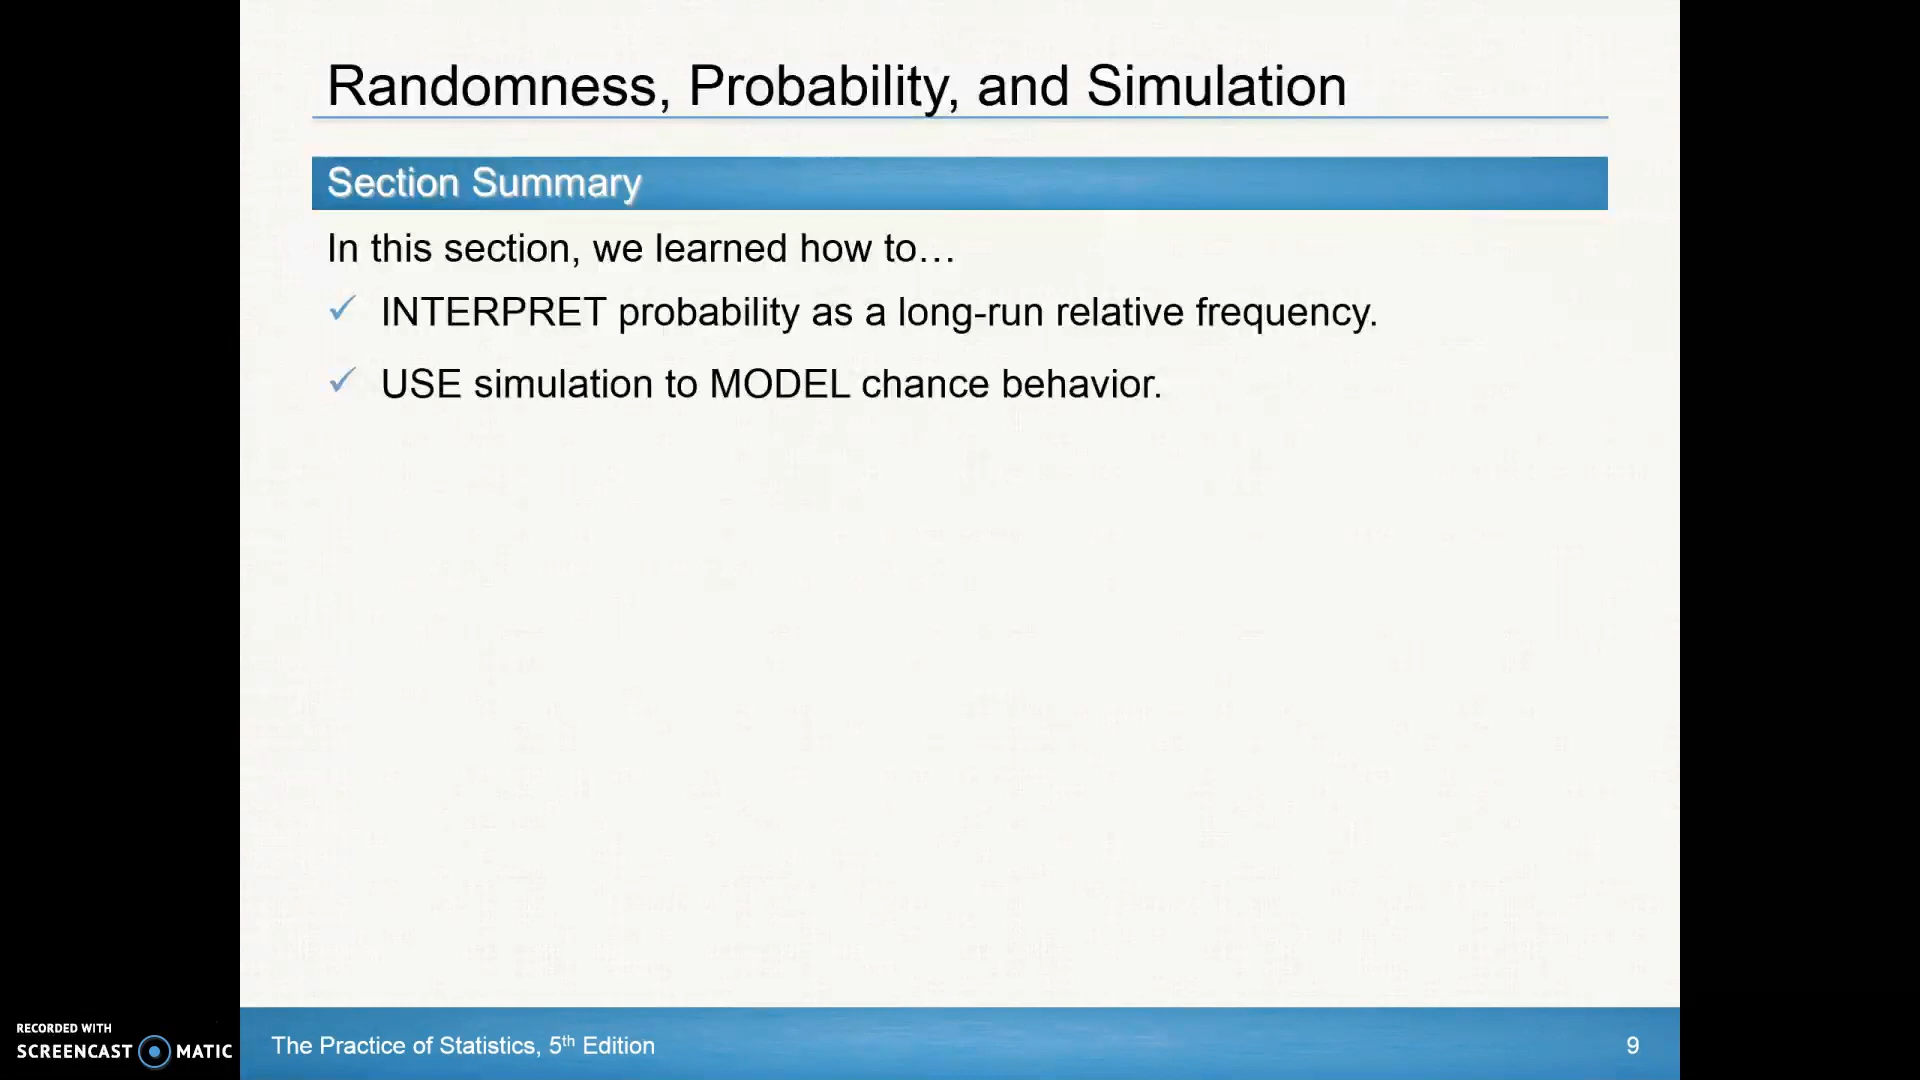 Randomness, Probability, and Simulation
Section Summary
In this section, we learned how to…
✓ INTERPRET probability as a long-run relative frequency.
✓ USE simulation to MODEL chance behavior.
RECORDED WITH
SCREENCAST MATIC
The Practice of Statistics, 5th Edition
9